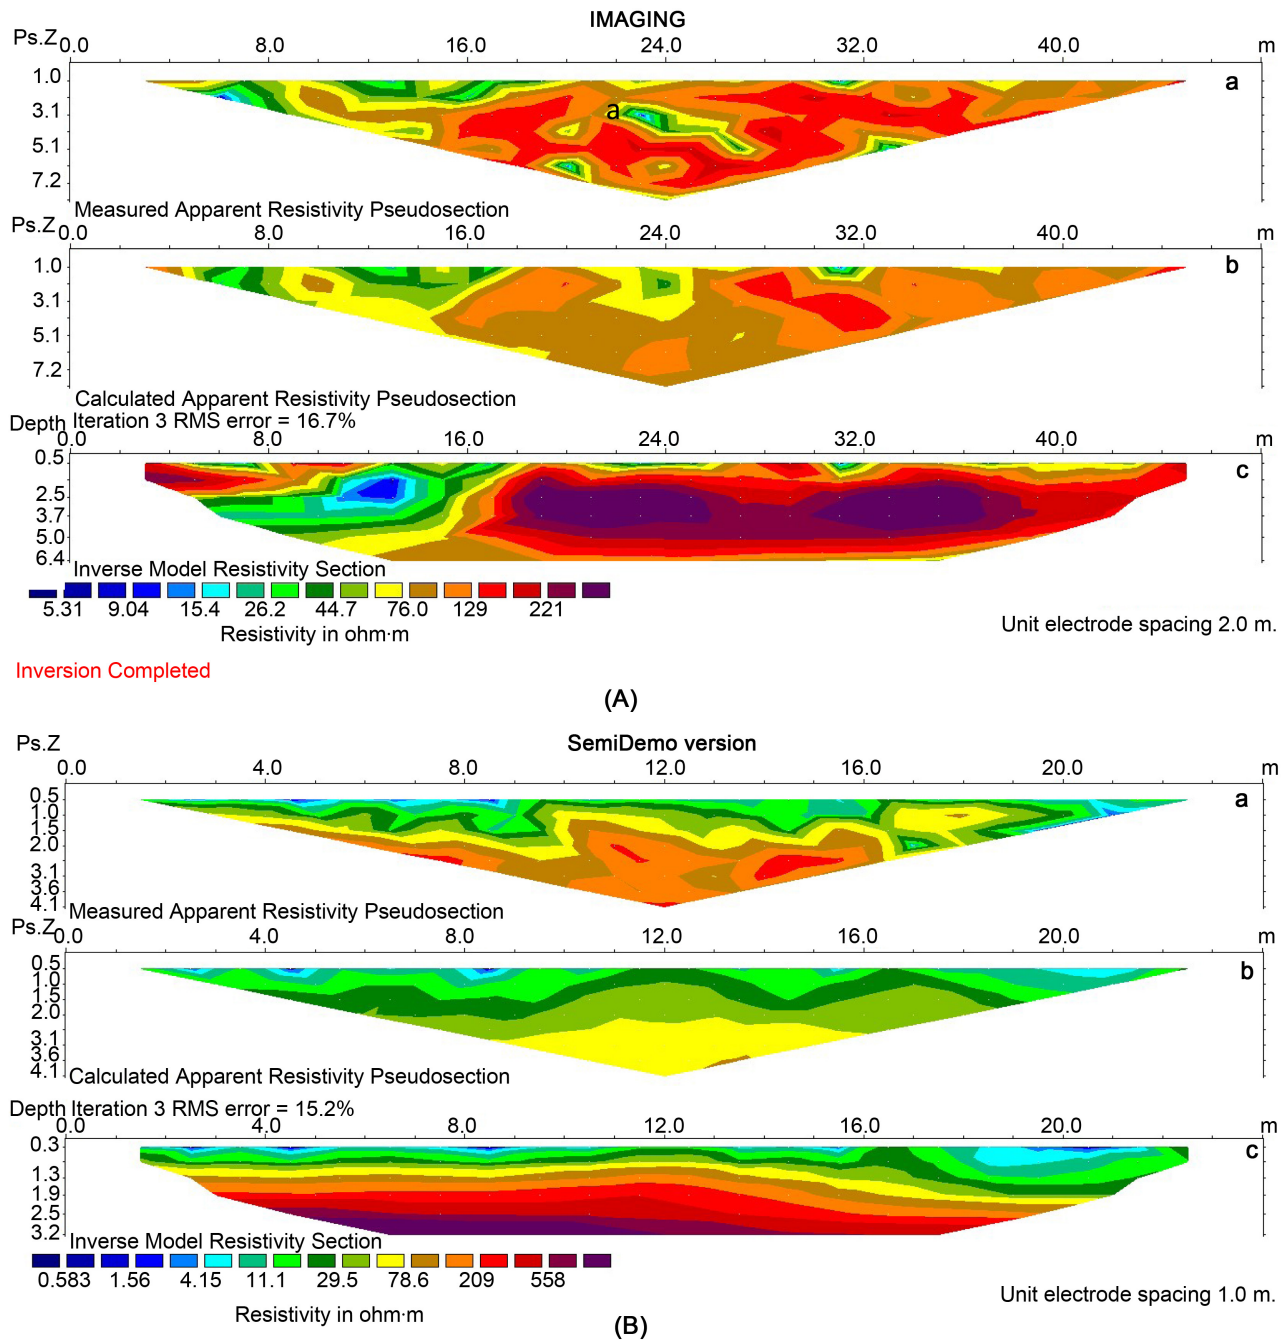 IMAGING
Ps.Z 0.0 8.0 16.0 24.0 32.0 40.0 m
1.0
3.1
5.1
7.2
a
a
Measured Apparent Resistivity Pseudosection
Ps.Z 0.0 8.0 16.0 24.0 32.0 40.0 m
1.0
3.1
5.1
7.2
b
Calculated Apparent Resistivity Pseudosection
Depth Iteration 3 RMS error = 16.7%
0.0 8.0 16.0 24.0 32.0 40.0 m
0.5
2.5
3.7
5.0
6.4
c
Inverse Model Resistivity Section
5.31 9.04 15.4 26.2 44.7 76.0 129 221
Resistivity in ohm·m
Unit electrode spacing 2.0 m.
Inversion Completed
(A)
Ps.Z
SemiDemo version
0.0 4.0 8.0 12.0 16.0 20.0 m
0.5
1.0
1.5
2.0
3.1
3.6
4.1
a
Measured Apparent Resistivity Pseudosection
Ps.Z 0.0 4.0 8.0 12.0 16.0 20.0 m
0.5
1.0
1.5
2.0
3.1
3.6
4.1
b
Calculated Apparent Resistivity Pseudosection
Depth Iteration 3 RMS error = 15.2%
0.0 4.0 8.0 12.0 16.0 20.0 m
0.3
1.3
1.9
2.5
3.2
c
Inverse Model Resistivity Section
0.583 1.56 4.15 11.1 29.5 78.6 209 558
Resistivity in ohm·m
Unit electrode spacing 1.0 m.
(B)